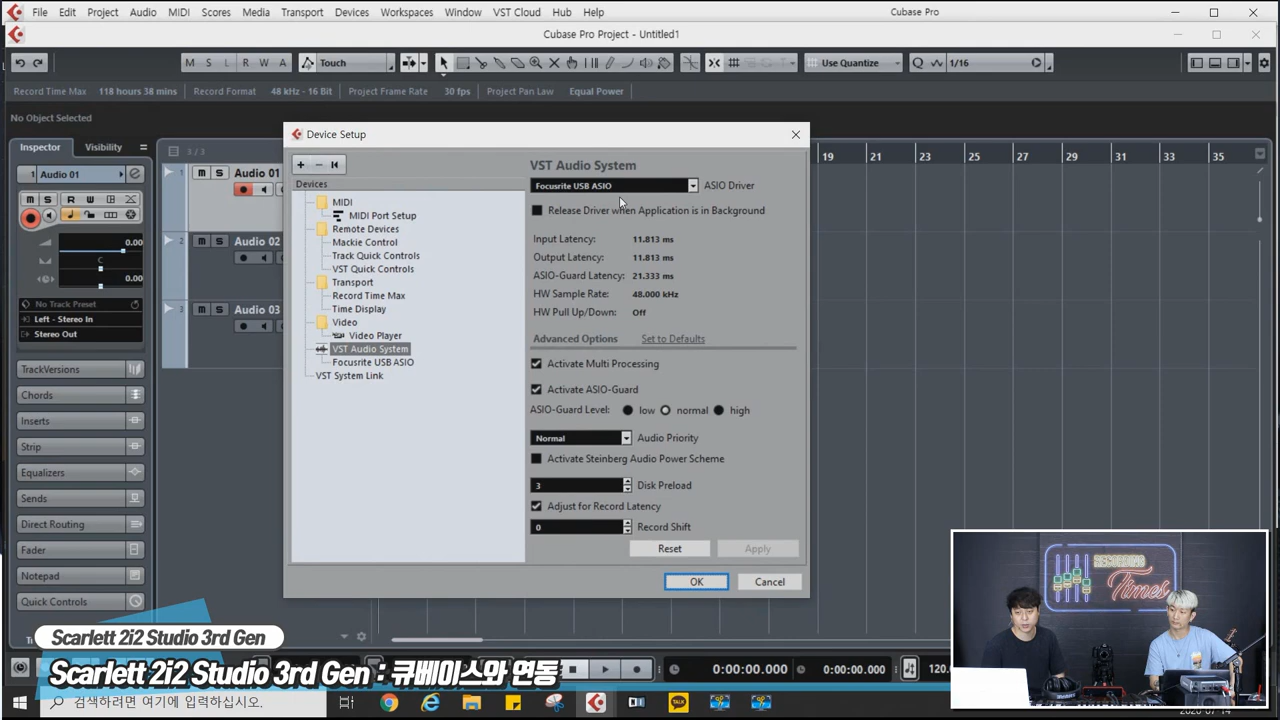 File Edit Project Audio MIDI Scores Media Transport Devices Workspaces Window VST Cloud Hub Help Cubase Pro
Cubase Pro Project - Untitled1
M S L R W A Touch Use Quantize Q 1/16
Record Time Max 118 hours 38 mins Record Format 48 kHz - 16 Bit Project Frame Rate 30 fps Project Pan Law Equal Power
No Object Selected
Inspector Visibility
3 / 3
19 21 23 25 27 29 31 33 35
1 Audio 01
M S R W
0.00
C
0.00
No Track Preset
Left - Stereo In
Stereo Out
TrackVersions
Chords
Inserts
Strip
Equalizers
Sends
Direct Routing
Fader
Notepad
Quick Controls
1 m s Audio 01
2 m s Audio 02
3 m s Audio 03
Device Setup
Devices
MIDI
MIDI Port Setup
Remote Devices
Mackie Control
Track Quick Controls
VST Quick Controls
Transport
Record Time Max
Time Display
Video
Video Player
VST Audio System
Focusrite USB ASIO
VST System Link
VST Audio System
Focusrite USB ASIO ASIO Driver
Release Driver when Application is in Background
Input Latency: 11.813 ms
Output Latency: 11.813 ms
ASIO-Guard Latency: 21.333 ms
HW Sample Rate: 48.000 kHz
HW Pull Up/Down: Off
Advanced Options Set to Defaults
Activate Multi Processing
Activate ASIO-Guard
ASIO-Guard Level: low normal high
Normal Audio Priority
Activate Steinberg Audio Power Scheme
3 Disk Preload
Adjust for Record Latency
0 Record Shift
Reset Apply
OK Cancel
RECORDING
Times
Scarlett 2i2 Studio 3rd Gen
Scarlett 2i2 Studio 3rd Gen : 큐베이스와 연동
0:00:00.000 0:00:00.000 120.
검색하려면 여기에 입력하십시오.
TALK
2020-07-14